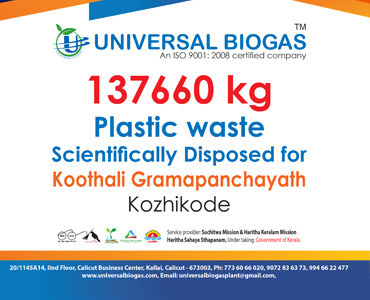 UNIVERSAL BIOGAS TM
An ISO 9001: 2008 certified company
137660 kg
Plastic waste
Scientifically Disposed for
Koothali Gramapanchayath
Kozhikode
Service provider: Suchitwa Mission & Haritha Keralam Mission
Haritha Sahaya Sthapanam, Under taking: Government of Kerala.
20/1145A14, IInd Floor, Calicut Business Center, Kallai, Calicut - 673003, Ph: 773 60 66 020, 9072 83 63 73, 994 66 22 477
www.universalbiogas.com, Email: universalbiogasplant@gmail.com,